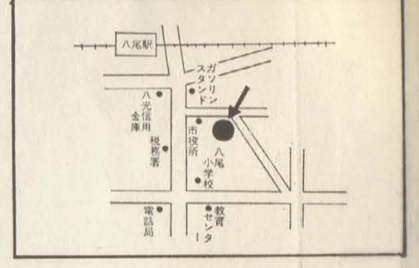 八尾駅
ガソリン
スタンド
八光信用
金庫
税務署
市役所
八尾
小学校
電話局
教育
センター